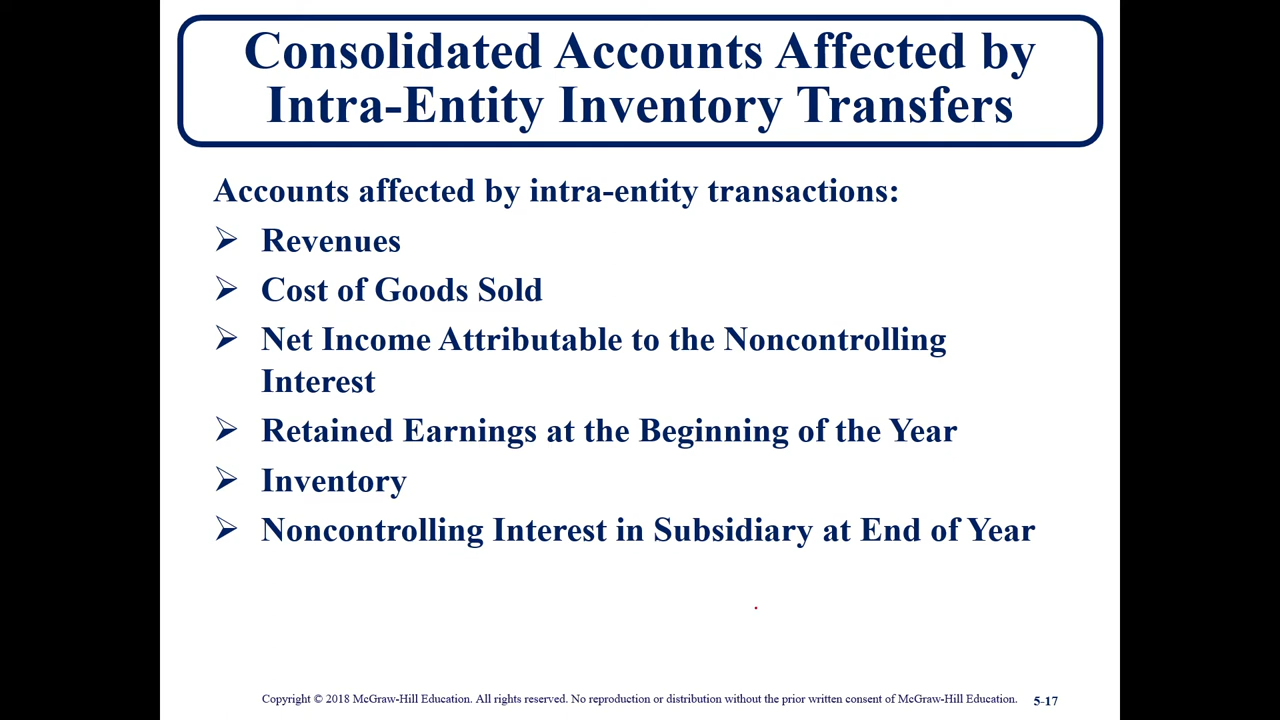 Consolidated Accounts Affected by
Intra-Entity Inventory Transfers
Accounts affected by intra-entity transactions:
➢ Revenues
➢ Cost of Goods Sold
➢ Net Income Attributable to the Noncontrolling
Interest
➢ Retained Earnings at the Beginning of the Year
➢ Inventory
➢ Noncontrolling Interest in Subsidiary at End of Year
Copyright © 2018 McGraw-Hill Education. All rights reserved. No reproduction or distribution without the prior written consent of McGraw-Hill Education. 5-17